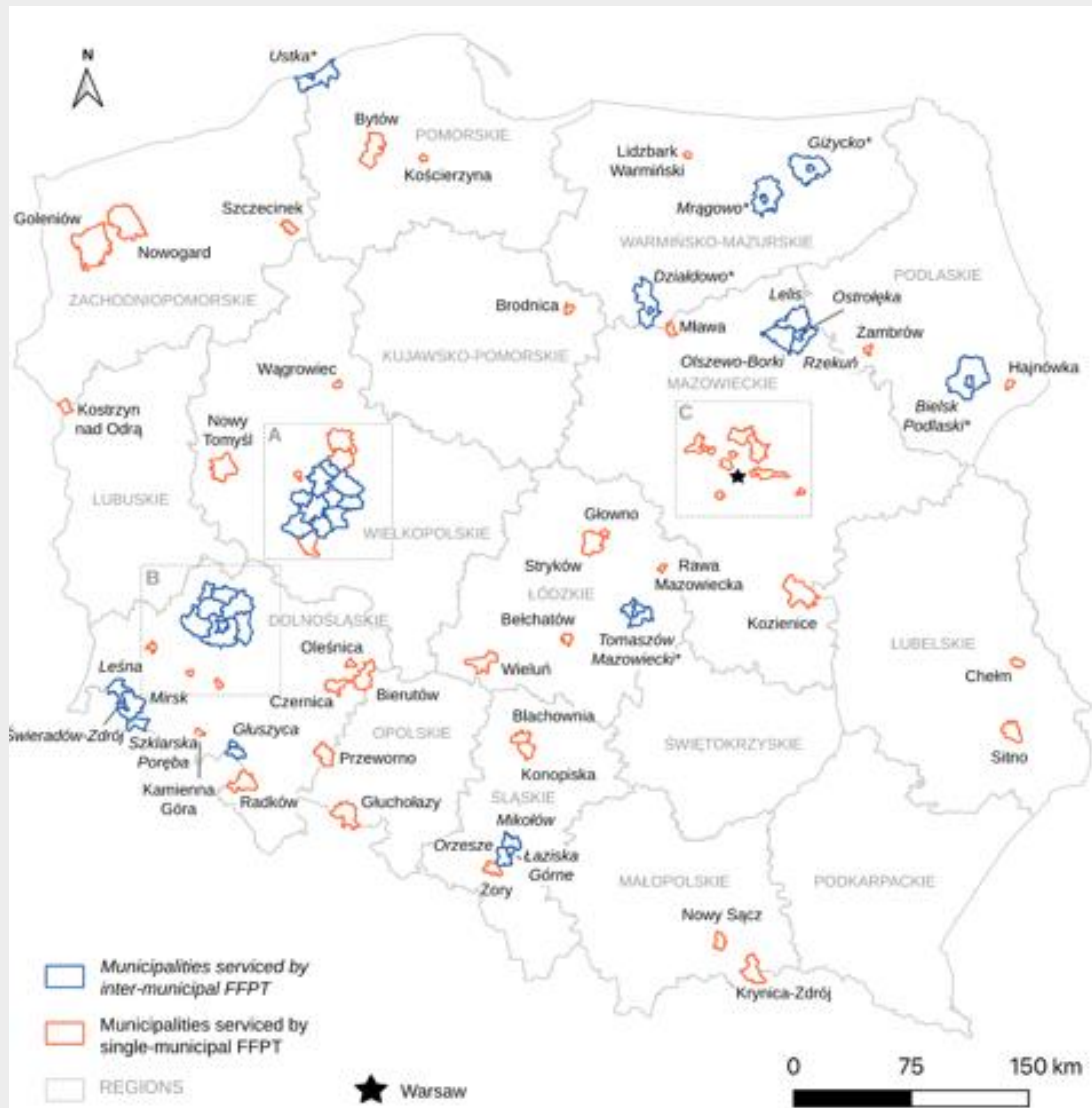 N
Ustka*
Bytów
POMORSKIE
Kościerzyna
Lidzbark
Warmiński
Giżycko*
Mrągowo*
WARMIŃSKO-MAZURSKIE
Goleniów
Nowogard
Szczecinek
ZACHODNIOPOMORSKIE
Działdowo*
PODLASKIE
Lelis
Ostrołęka
Brodnica
Mława
Zambrów
Olszewo-Borki
Rzekuń
Hajnówka
KUJAWSKO-POMORSKIE
MAZOWIECKIE
Bielsk
Podlaski*
Wągrowiec
Kostrzyn
nad Odrą
Nowy
Tomyśl
A
C
LUBUSKIE
WIELKOPOLSKIE
Głowno
Stryków
Rawa
Mazowiecka
B
ŁÓDZKIE
DOLNOŚLĄSKIE
Bełchatów
Tomaszów
Mazowiecki*
Kozienice
LUBELSKIE
Oleśnica
Wieluń
Chełm
Leśna
Mirsk
Czernica
Bierutów
Świeradów-Zdrój
Szklarska
Poręba
Głuszyca
OPOLSKIE
Blachownia
ŚWIĘTOKRZYSKIE
Sitno
Przeworno
Konopiska
Kamienna
Góra
Radków
Głuchołazy
ŚLĄSKIE
Mikołów
Orzesze
Łaziska
Górne
Żory
MAŁOPOLSKIE
PODKARPACKIE
Nowy Sącz
Krynica-Zdrój
Municipalities serviced by
inter-municipal FFPT
Municipalities serviced by
single-municipal FFPT
REGIONS
Warsaw
0 75 150 km